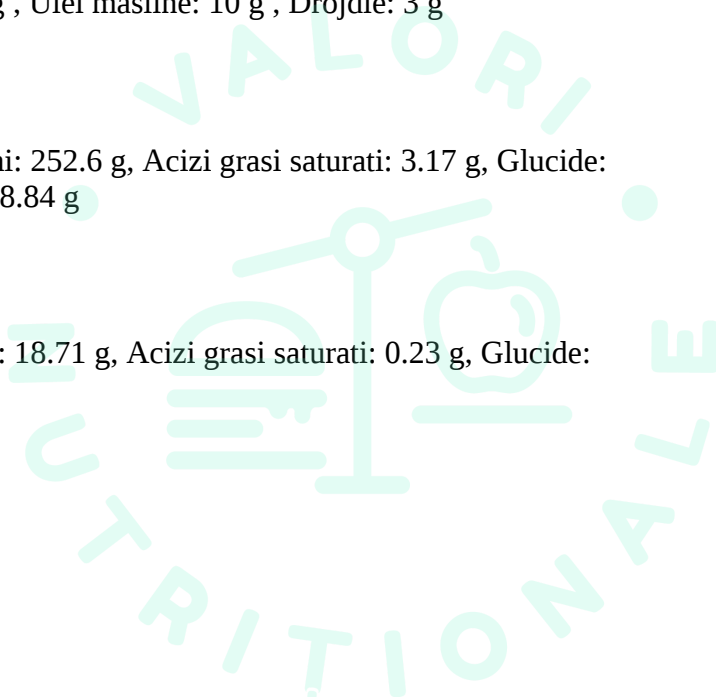 g , Ulei masline: 10 g , Drojdie: 3 g
VALORI
ni: 252.6 g, Acizi grasi saturati: 3.17 g, Glucide:
8.84 g
: 18.71 g, Acizi grasi saturati: 0.23 g, Glucide:
NUTRITIONALE